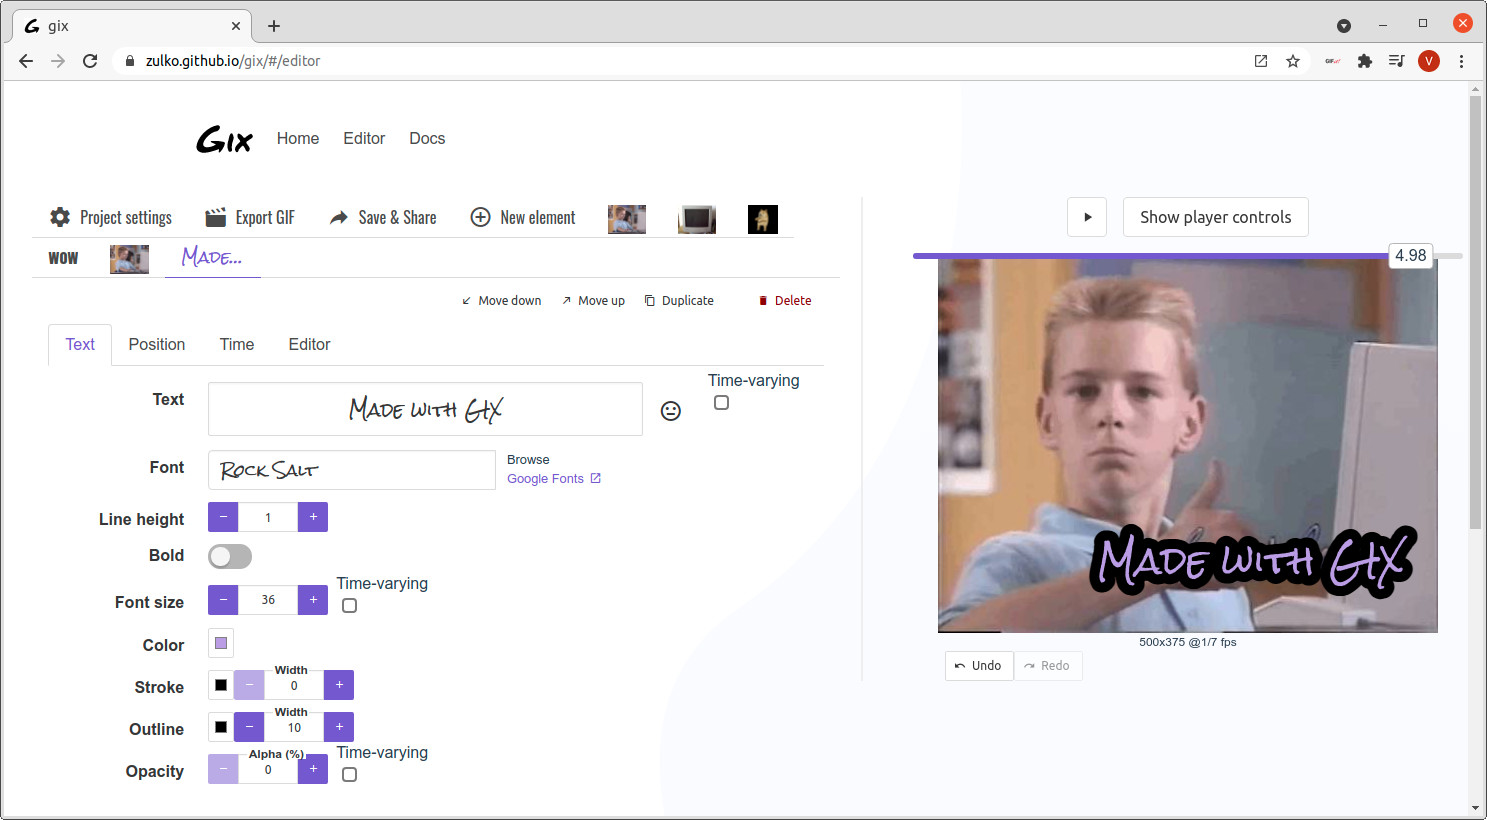 gix
zulko.github.io/gix/#/editor
GIF
V
Gix
Home
Editor
Docs
Project settings
Export GIF
Save & Share
New element
WOW
Made...
Move down
Move up
Duplicate
Delete
Text
Position
Time
Editor
Text
Made with GIX
Time-varying
Font
Rock Salt
Browse
Google Fonts
Line height
− 1 +
Bold
Font size
− 36 +
Time-varying
Color
Stroke
Width
− 0 +
Outline
Width
− 10 +
Opacity
Alpha (%)
− 0 +
Time-varying
Show player controls
4.98
Made with GIX
500x375 @1/7 fps
Undo
Redo